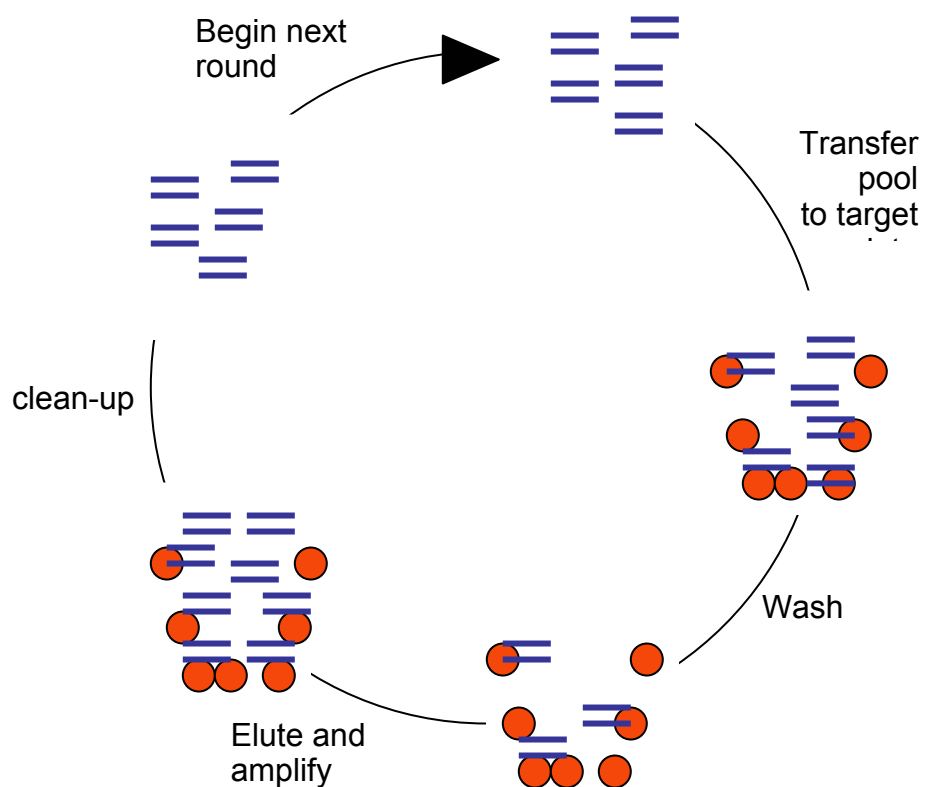 Begin next
round
Transfer
pool
to target
Wash
Elute and
amplify
clean-up